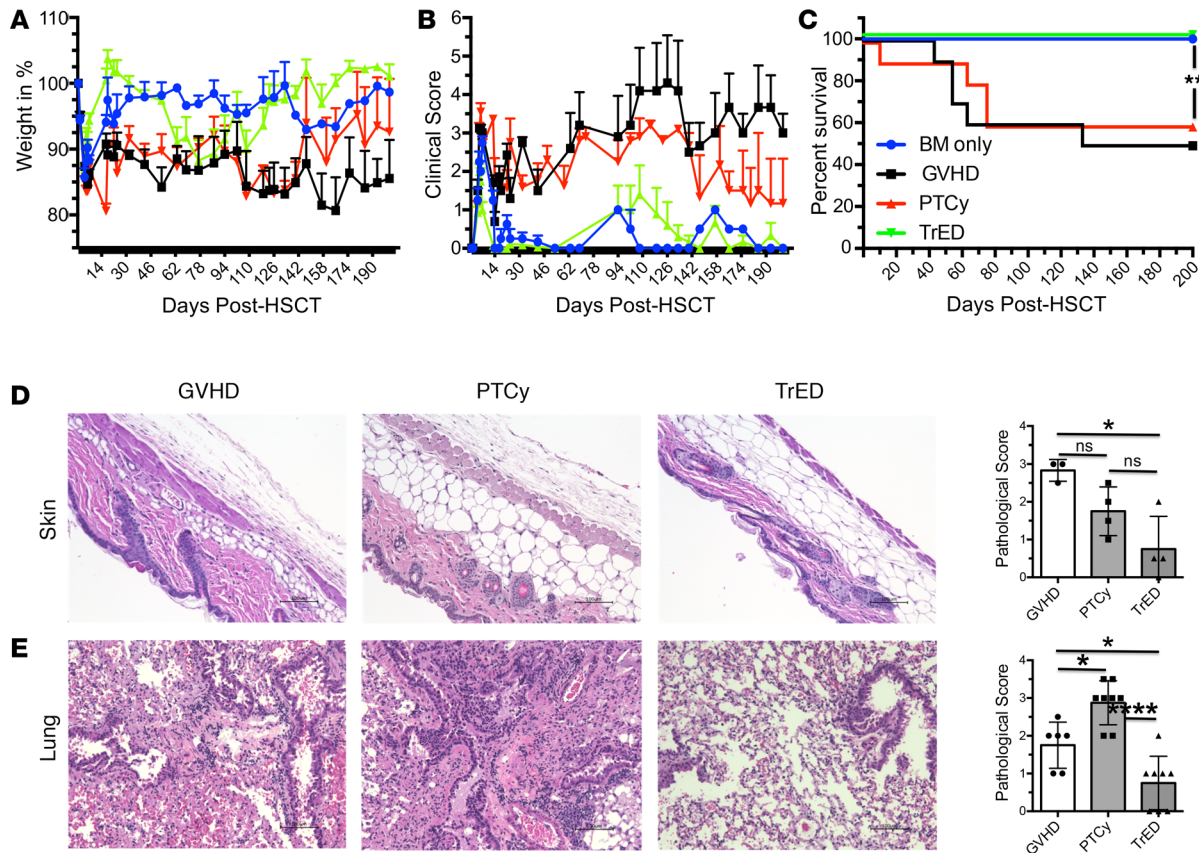 A
110
100
90
80
Weight in %
14 30 46 62 78 94 110 126 142 158 174 190
Days Post-HSCT
B
6
5
4
3
2
1
0
Clinical Score
14 30 46 62 78 94 110 126 142 158 174 190
Days Post-HSCT
C
100
80
60
40
20
0
Percent survival
**
BM only
GVHD
PTCy
TrED
20 40 60 80 100 120 140 160 180 200
Days Post-HSCT
D
GVHD PTCy TrED
Skin
4
3
2
1
0
Pathological Score
*
ns
ns
GVHD PTCy TrED
E
Lung
4
3
2
1
0
Pathological Score
*
*
****
GVHD PTCy TrED